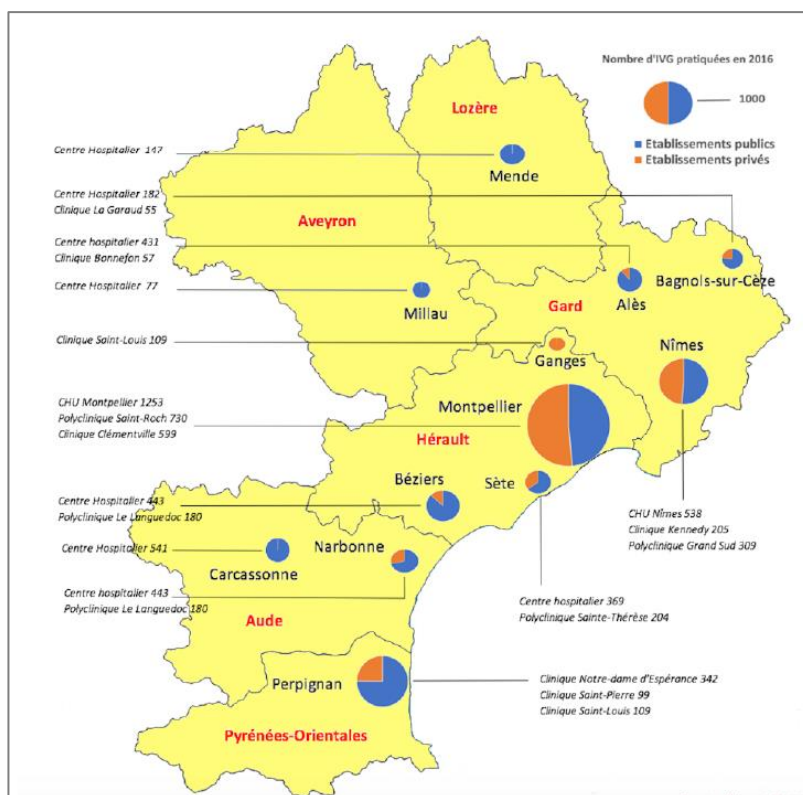 Nombre d'IVG pratiquées en 2016
1000
Etablissements publics
Etablissements privés
Lozère
Centre Hospitalier 147
Mende
Centre Hospitalier 182
Clinique La Garaud 55
Aveyron
Centre hospitalier 431
Clinique Bonnefon 57
Bagnols-sur-Cèze
Alès
Centre Hospitalier 77
Millau
Gard
Clinique Saint-Louis 109
Ganges
Nîmes
CHU Montpellier 1253
Polyclinique Saint-Roch 730
Clinique Clémentville 599
Montpellier
Hérault
Béziers
Sète
Centre Hospitalier 443
Polyclinique Le Languedoc 180
CHU Nîmes 538
Clinique Kennedy 205
Polyclinique Grand Sud 309
Centre Hospitalier 541
Narbonne
Carcassonne
Centre hospitalier 443
Polyclinique Le Languedoc 180
Centre hospitalier 369
Polyclinique Sainte-Thérèse 204
Aude
Perpignan
Clinique Notre-dame d'Espérance 342
Clinique Saint-Pierre 99
Clinique Saint-Louis 109
Pyrénées-Orientales